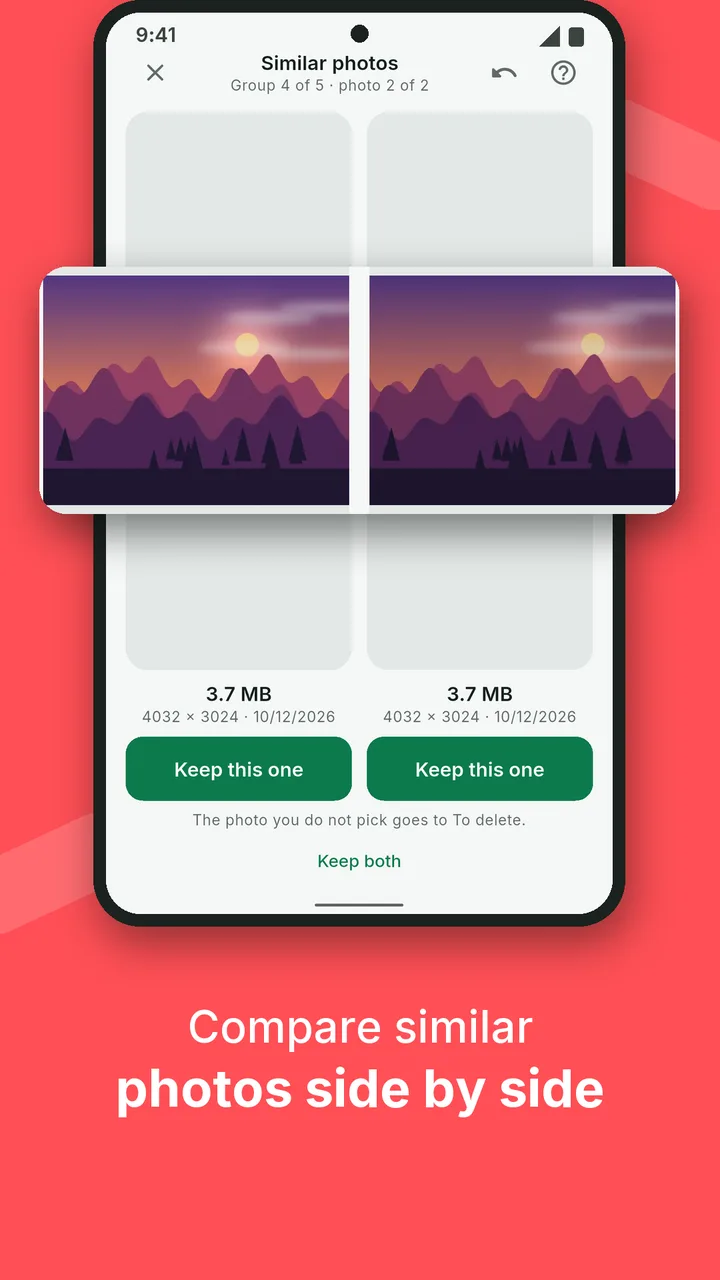 9:41
Similar photos
Group 4 of 5 · photo 2 of 2
3.7 MB
4032 × 3024 · 10/12/2026
Keep this one
3.7 MB
4032 × 3024 · 10/12/2026
Keep this one
The photo you do not pick goes to To delete.
Keep both
Compare similar
photos side by side